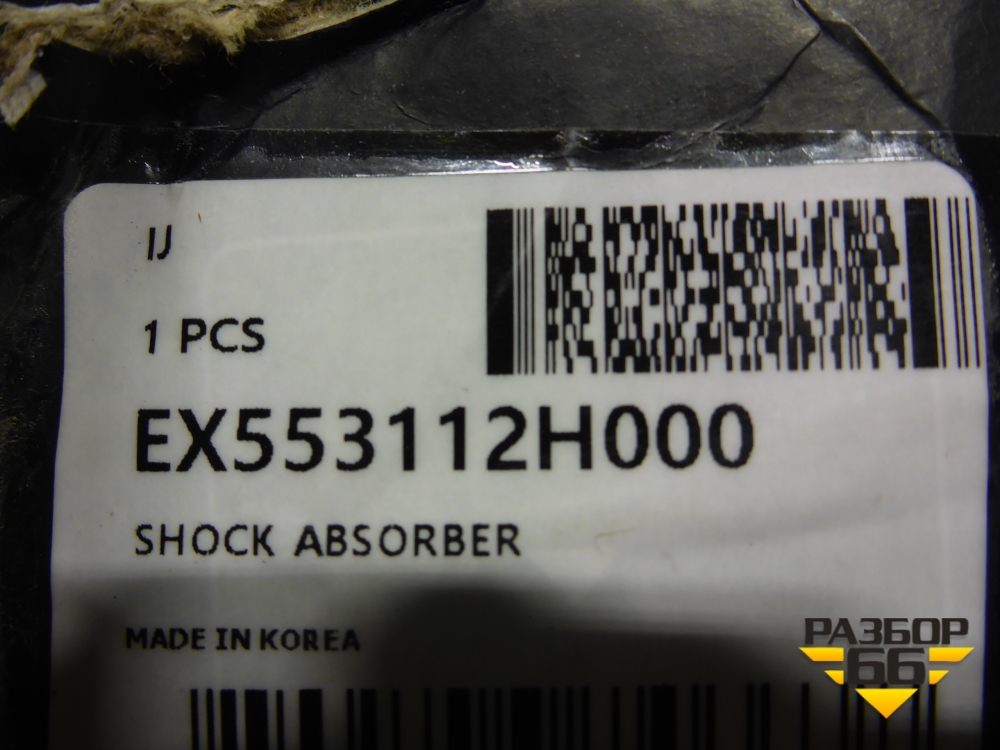 IJ
1 PCS
EX553112H000
SHOCK ABSORBER
MADE IN KOREA
РАЗБОР
66